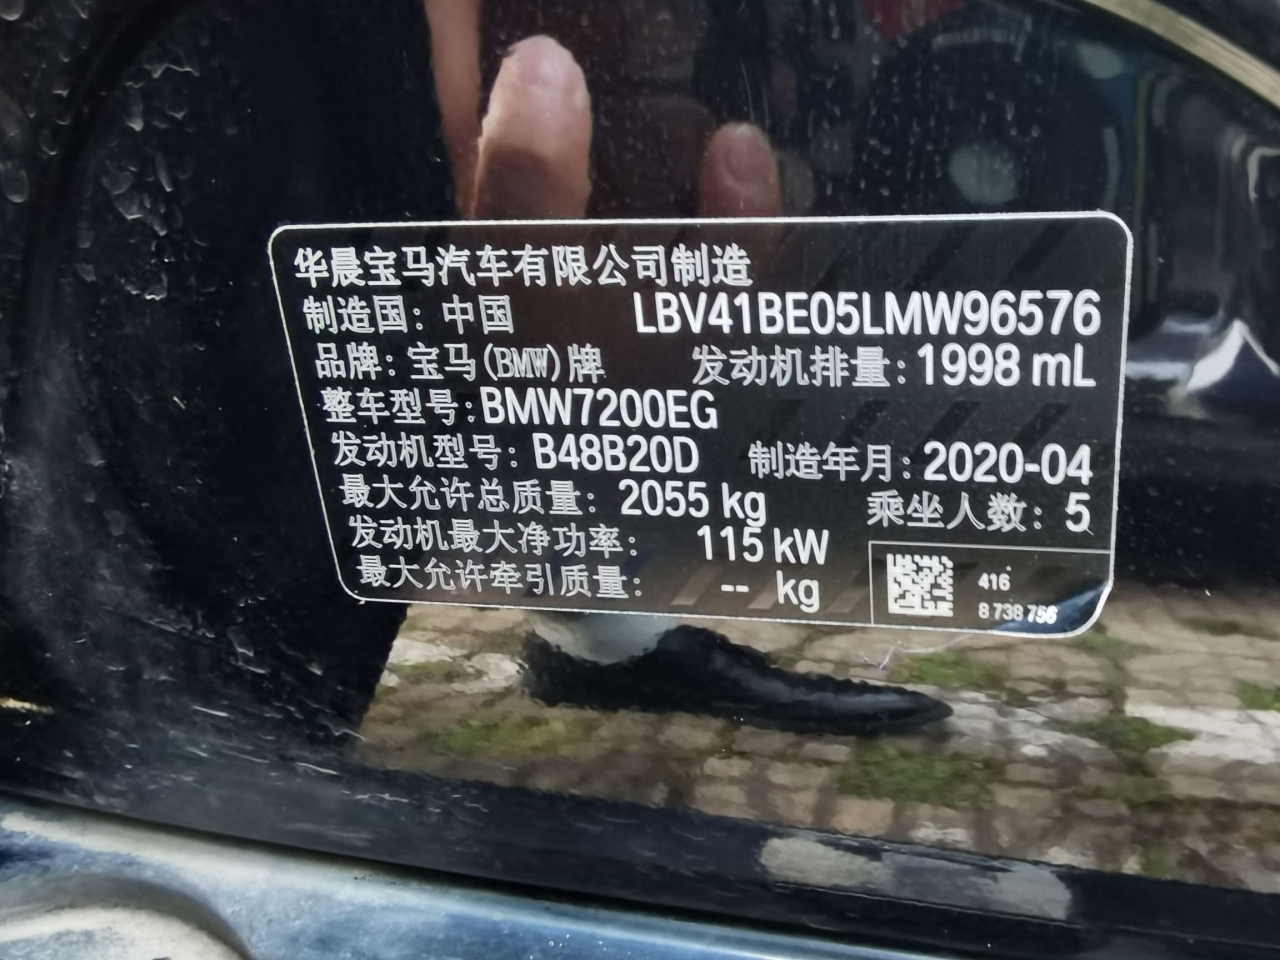 华晨宝马汽车有限公司制造
制造国：中国 LBV41BE05LMW96576
品牌：宝马(BMW)牌 发动机排量：1998 mL
整车型号：BMW7200EG
发动机型号：B48B20D 制造年月：2020-04
最大允许总质量：2055 kg 乘坐人数：5
发动机最大净功率： 115 kW
最大允许牵引质量： -- kg
416
8 738 756